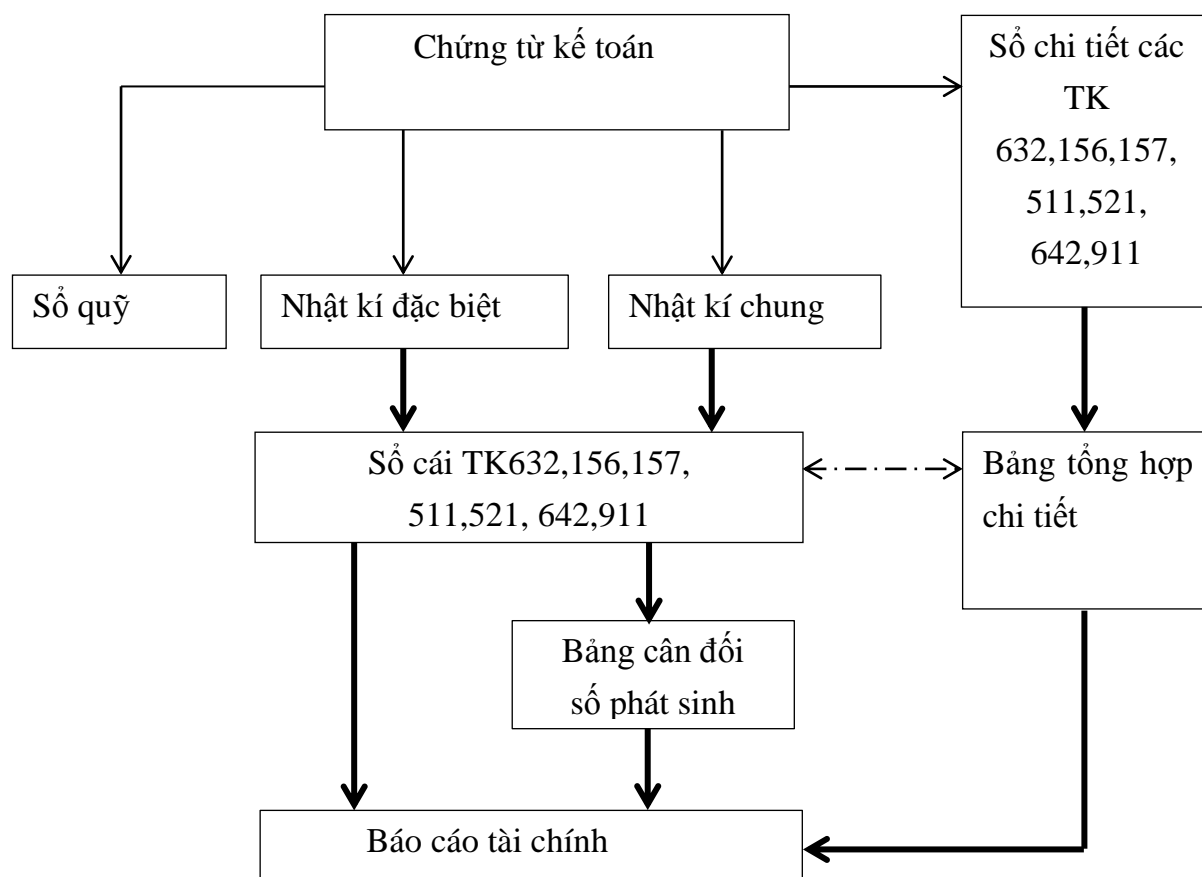 Chứng từ kế toán
Sổ chi tiết các
TK
632,156,157,
511,521,
642,911
Sổ quỹ
Nhật kí đặc biệt
Nhật kí chung
Sổ cái TK632,156,157,
511,521, 642,911
Bảng tổng hợp
chi tiết
Bảng cân đối
số phát sinh
Báo cáo tài chính